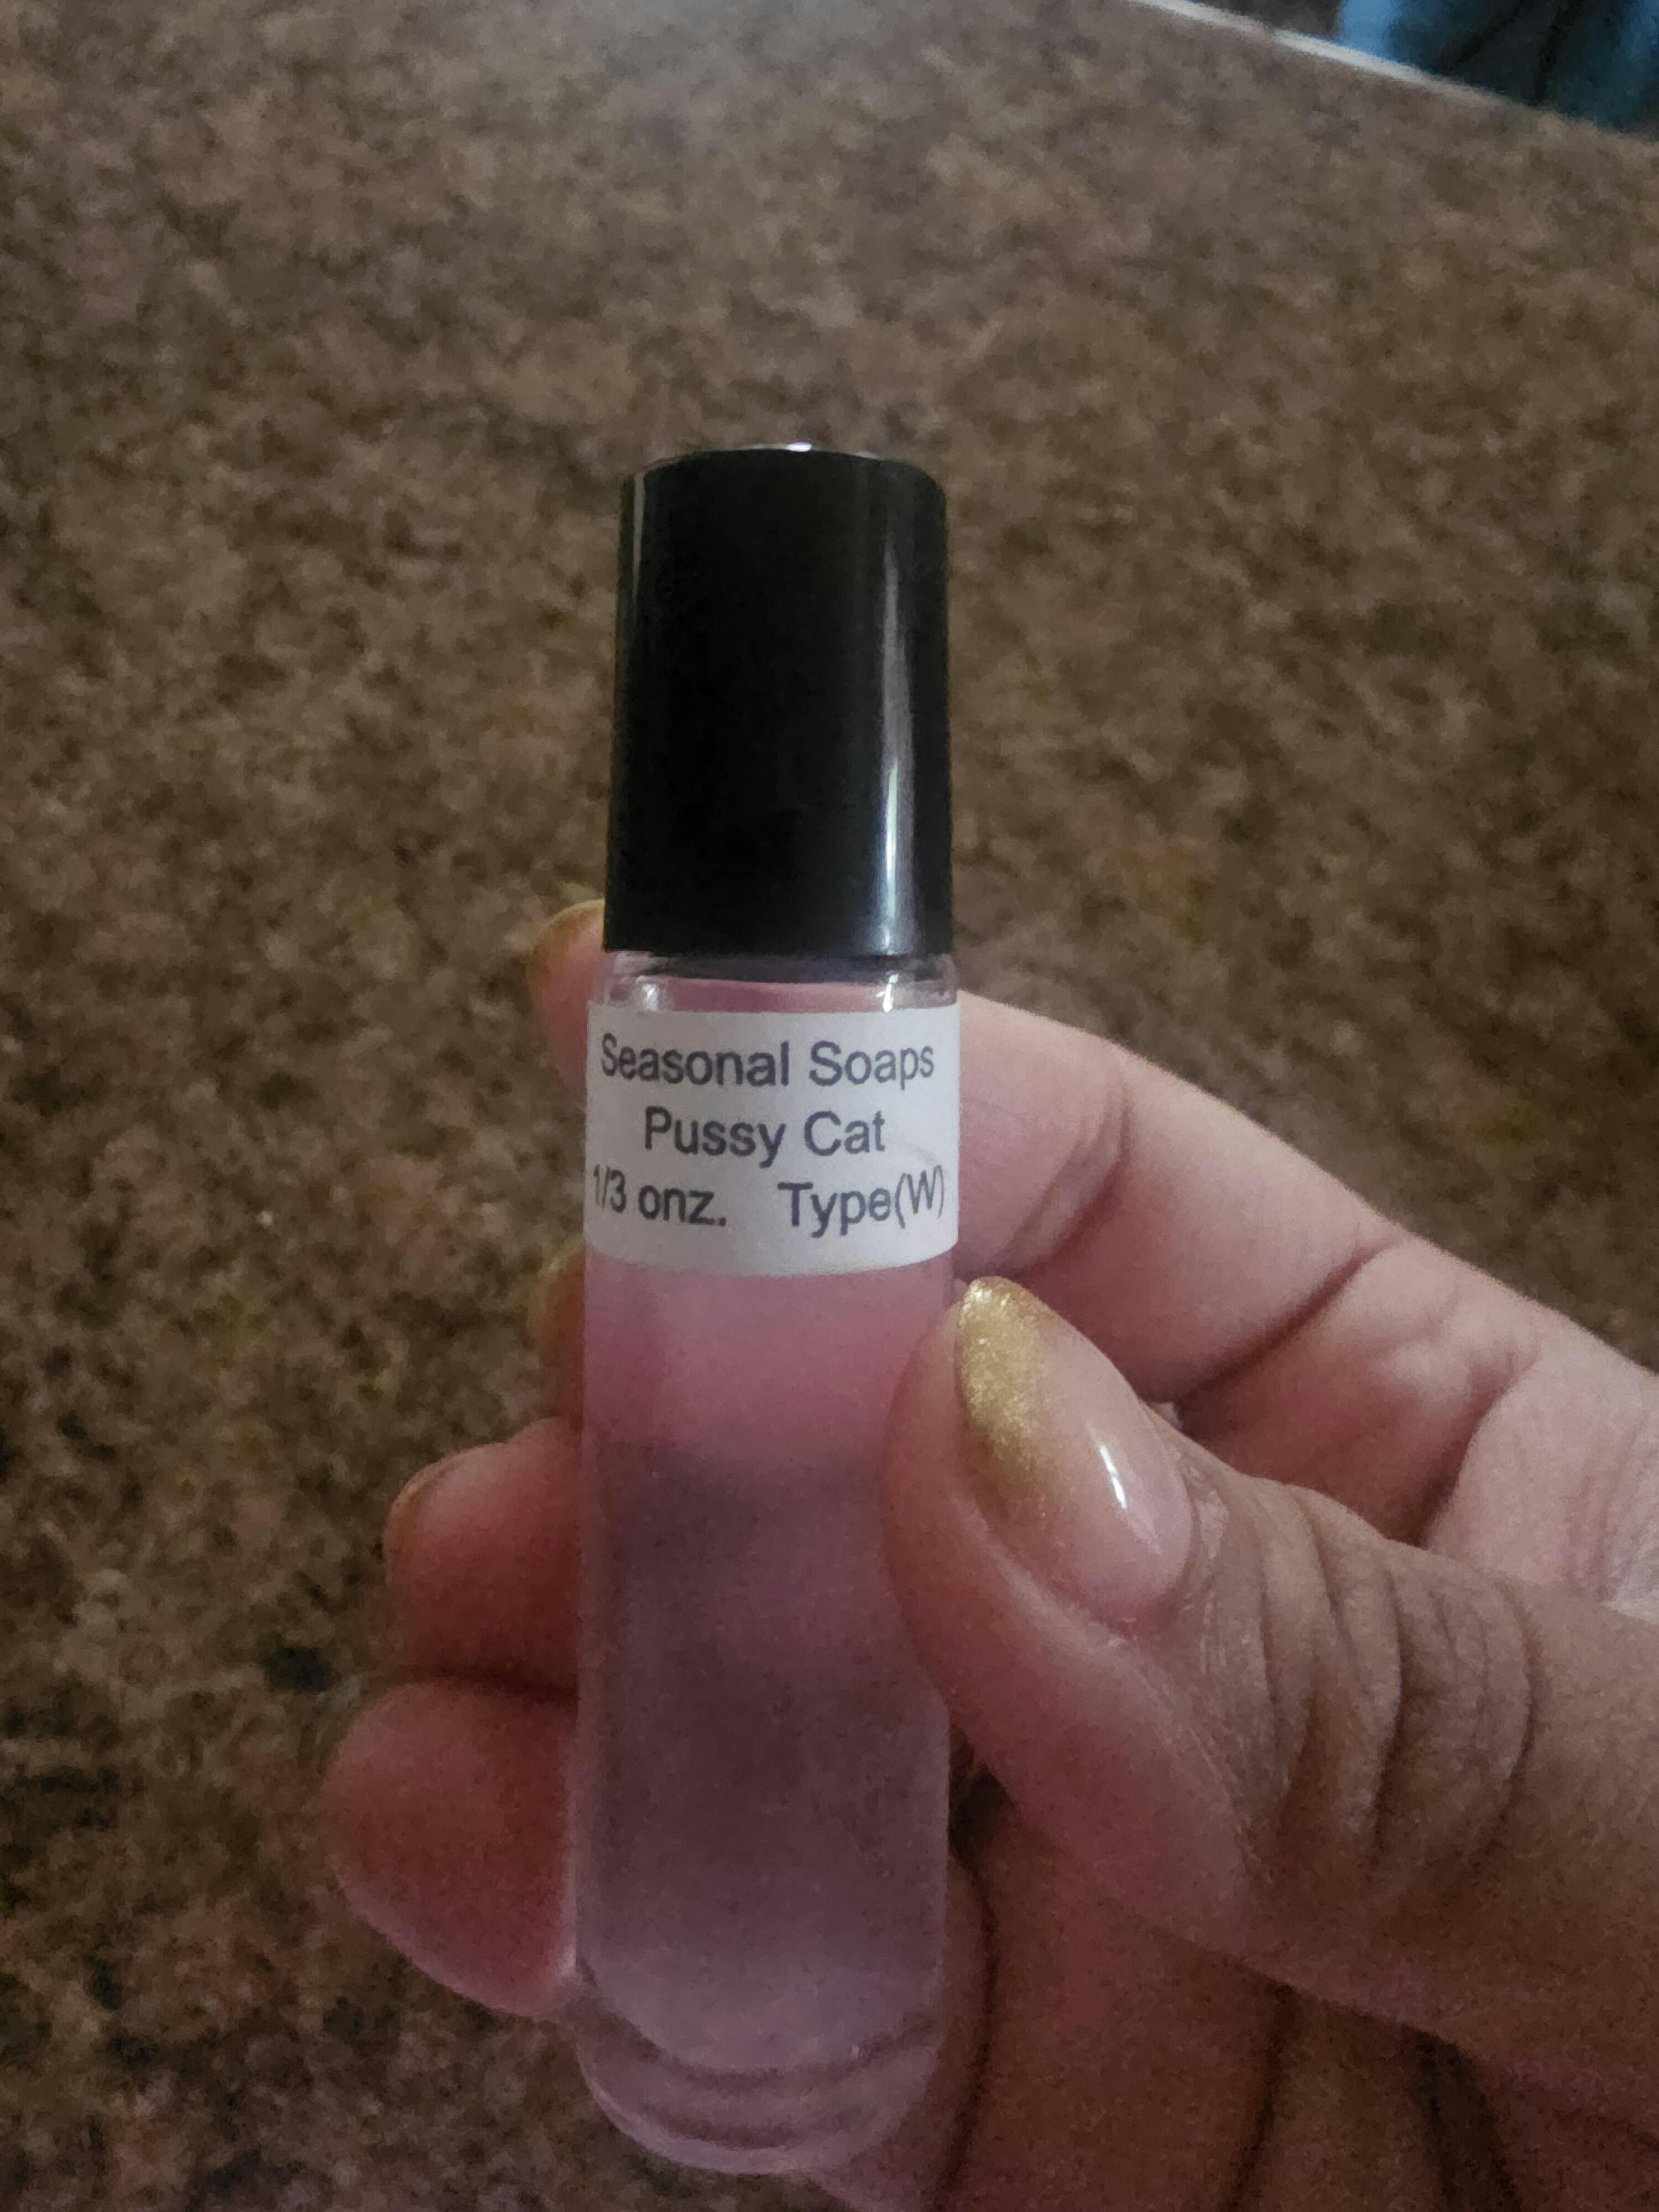 Seasonal Soaps
Pussy Cat
1/3 onz. Type(W)